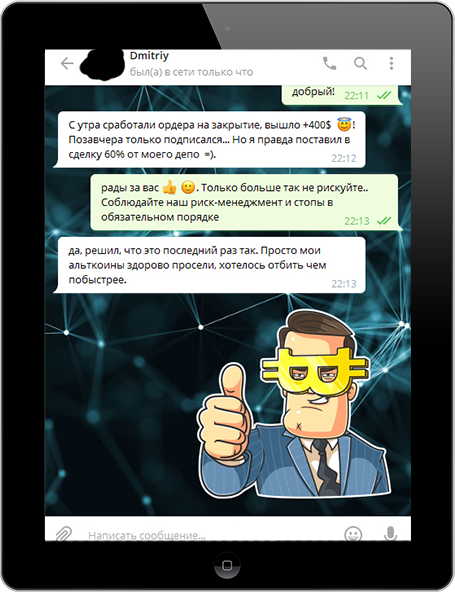 Dmitriy
был(а) в сети только что
добрый! 22:11
С утра сработали ордера на закрытие, вышло +400$ 😇!
Позавчера только подписался... Но я правда поставил в
сделку 60% от моего депо =).
22:12
рады за вас 👍 🙂. Только больше так не рискуйте..
Соблюдайте наш риск-менеджмент и стопы в
обязательном порядке
22:13
да, решил, что это последний раз так. Просто мои
альткоины здорово просели, хотелось отбить чем
побыстрее.
22:13
Написать сообщение...